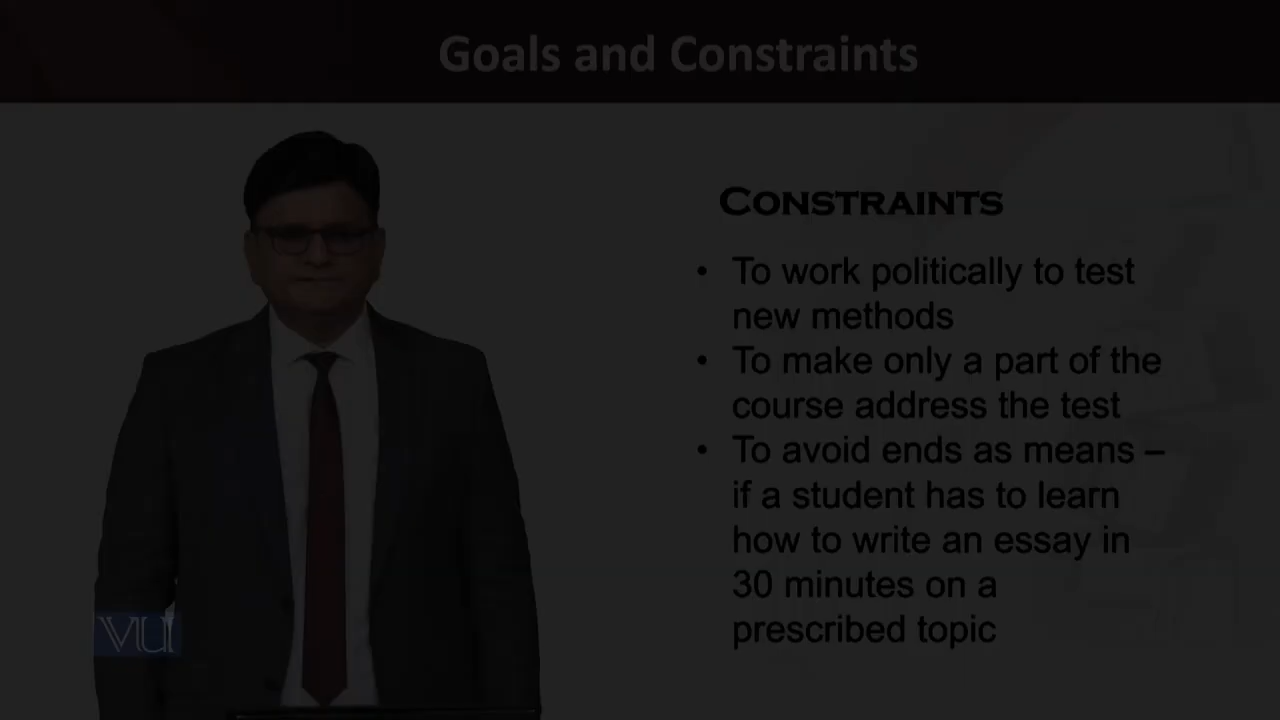 Goals and Constraints
CONSTRAINTS
• To work politically to test
new methods
• To make only a part of the
course address the test
• To avoid ends as means –
if a student has to learn
how to write an essay in
30 minutes on a
prescribed topic
VU